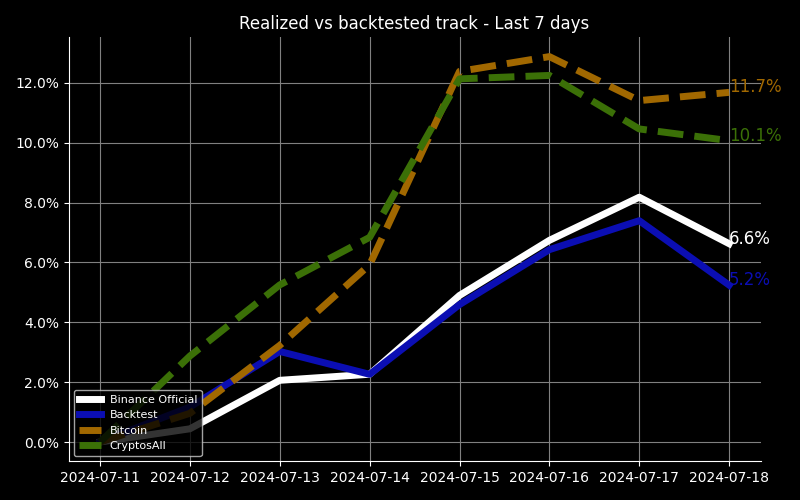 Realized vs backtested track - Last 7 days
12.0%
10.0%
8.0%
6.0%
4.0%
2.0%
0.0%
11.7%
10.1%
6.6%
5.2%
Binance Official
Backtest
Bitcoin
CryptosAll
2024-07-11 2024-07-12 2024-07-13 2024-07-14 2024-07-15 2024-07-16 2024-07-17 2024-07-18